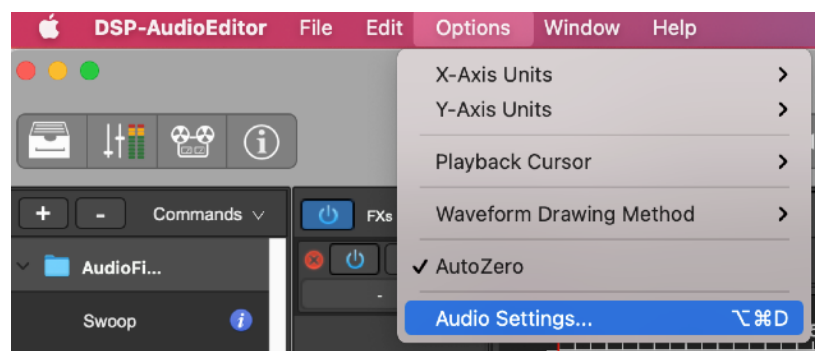 DSP-AudioEditor File Edit Options Window Help
X-Axis Units
Y-Axis Units
Playback Cursor
Waveform Drawing Method
✓ AutoZero
Audio Settings... ⌥⌘D
+ - Commands
FXs
AudioFi...
-
Swoop